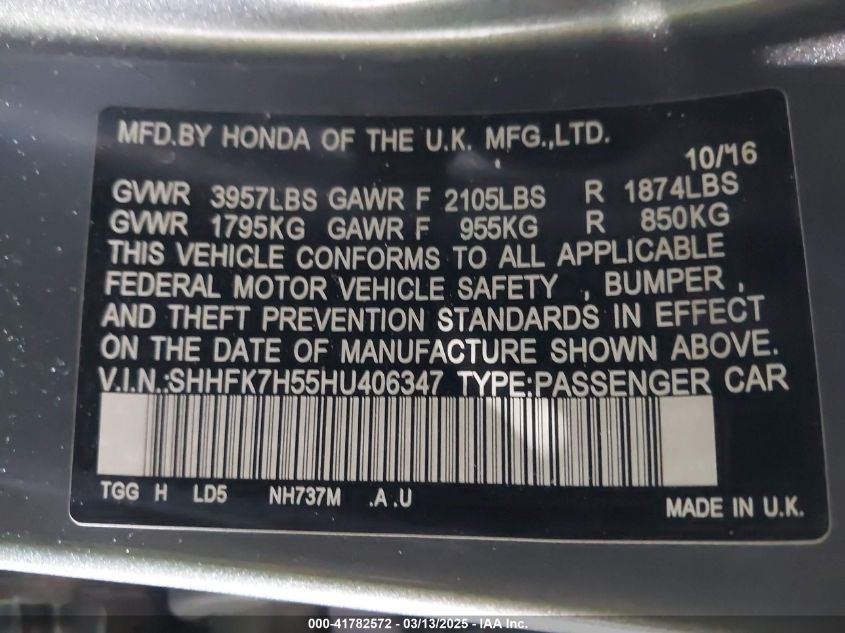 MFD.BY HONDA OF THE U.K. MFG.,LTD.
10/16
GVWR 3957LBS GAWR F 2105LBS R 1874LBS
GVWR 1795KG GAWR F 955KG R 850KG
THIS VEHICLE CONFORMS TO ALL APPLICABLE
FEDERAL MOTOR VEHICLE SAFETY , BUMPER ,
AND THEFT PREVENTION STANDARDS IN EFFECT
ON THE DATE OF MANUFACTURE SHOWN ABOVE.
V.I.N.:SHHFK7H55HU406347 TYPE:PASSENGER CAR
TGG H LD5 NH737M .A .U
MADE IN U.K.
000-41782572 — 03/13/2025 — IAA Inc.